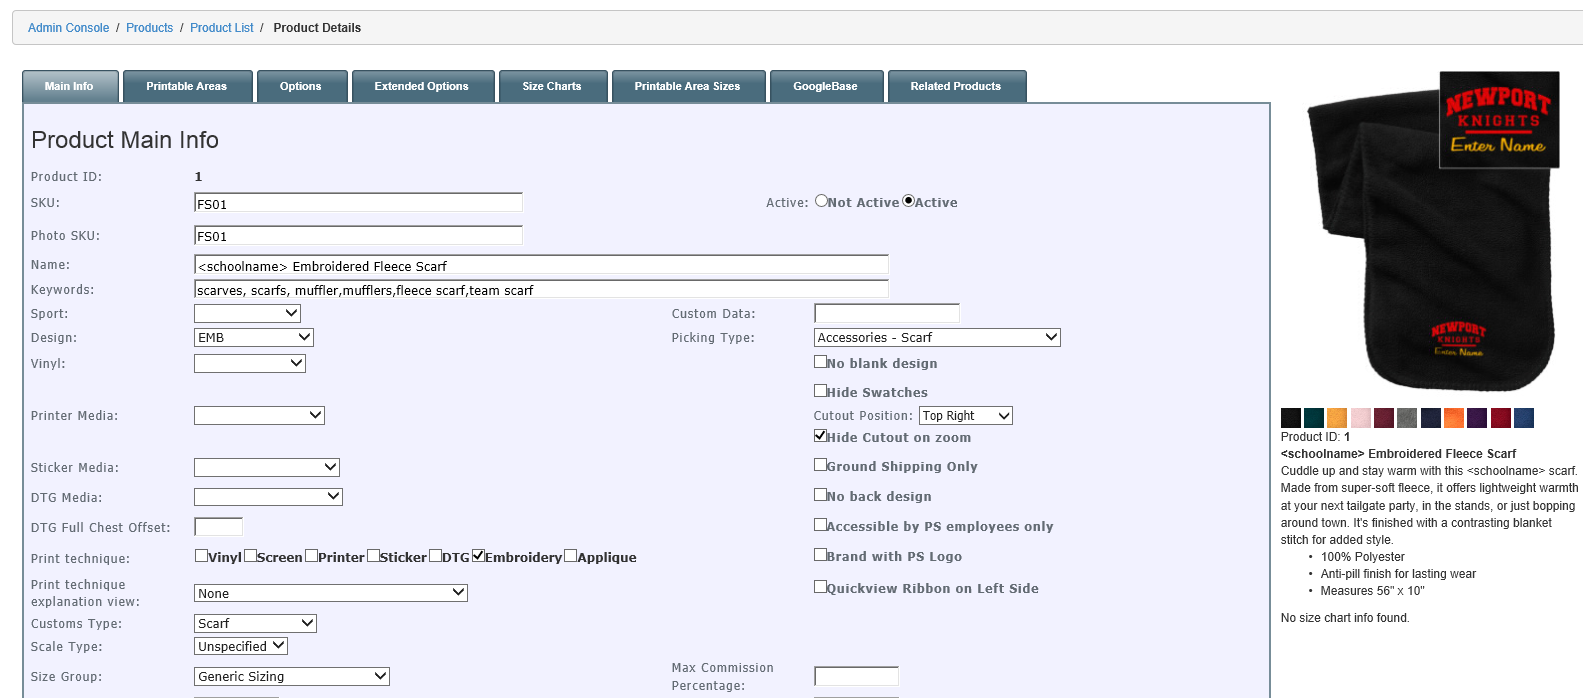 Admin Console / Products / Product List / Product Details
Main Info Printable Areas Options Extended Options Size Charts Printable Area Sizes GoogleBase Related Products
Product Main Info
Product ID: 1
SKU: FS01 Active: Not Active Active
Photo SKU: FS01
Name: <schoolname> Embroidered Fleece Scarf
Keywords: scarves, scarfs, muffler,mufflers,fleece scarf,team scarf
Sport: Custom Data:
Design: EMB Picking Type: Accessories - Scarf
Vinyl: No blank design
Hide Swatches
Printer Media: Cutout Position: Top Right
Hide Cutout on zoom
Sticker Media: Ground Shipping Only
DTG Media: No back design
DTG Full Chest Offset: Accessible by PS employees only
Print technique: Vinyl Screen Printer Sticker DTG Embroidery Applique Brand with PS Logo
Print technique
explanation view: None Quickview Ribbon on Left Side
Customs Type: Scarf
Scale Type: Unspecified
Size Group: Generic Sizing Max Commission
Percentage:
NEWPORT
KNIGHTS
Enter Name
NEWPORT
KNIGHTS
Enter Name
Product ID: 1
<schoolname> Embroidered Fleece Scarf
Cuddle up and stay warm with this <schoolname> scarf.
Made from super-soft fleece, it offers lightweight warmth
at your next tailgate party, in the stands, or just bopping
around town. It's finished with a contrasting blanket
stitch for added style.
• 100% Polyester
• Anti-pill finish for lasting wear
• Measures 56" x 10"
No size chart info found.